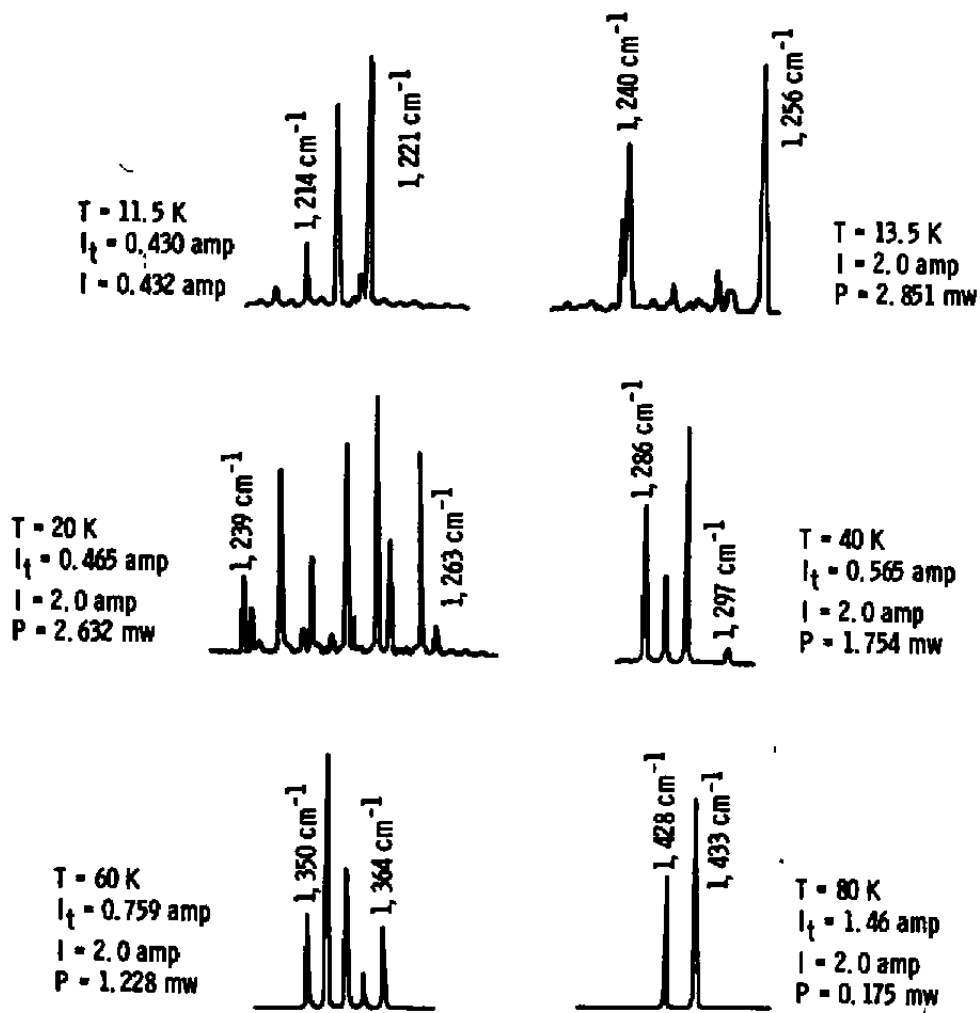 1,214 cm⁻¹
1,221 cm⁻¹
T = 11.5 K
I_t = 0.430 amp
I = 0.432 amp
1,240 cm⁻¹
1,256 cm⁻¹
T = 13.5 K
I = 2.0 amp
P = 2.851 mw
1,239 cm⁻¹
1,263 cm⁻¹
T = 20 K
I_t = 0.465 amp
I = 2.0 amp
P = 2.632 mw
1,286 cm⁻¹
1,297 cm⁻¹
T = 40 K
I_t = 0.565 amp
I = 2.0 amp
P = 1.754 mw
1,350 cm⁻¹
1,364 cm⁻¹
T = 60 K
I_t = 0.759 amp
I = 2.0 amp
P = 1.228 mw
1,428 cm⁻¹
1,433 cm⁻¹
T = 80 K
I_t = 1.46 amp
I = 2.0 amp
P = 0.175 mw